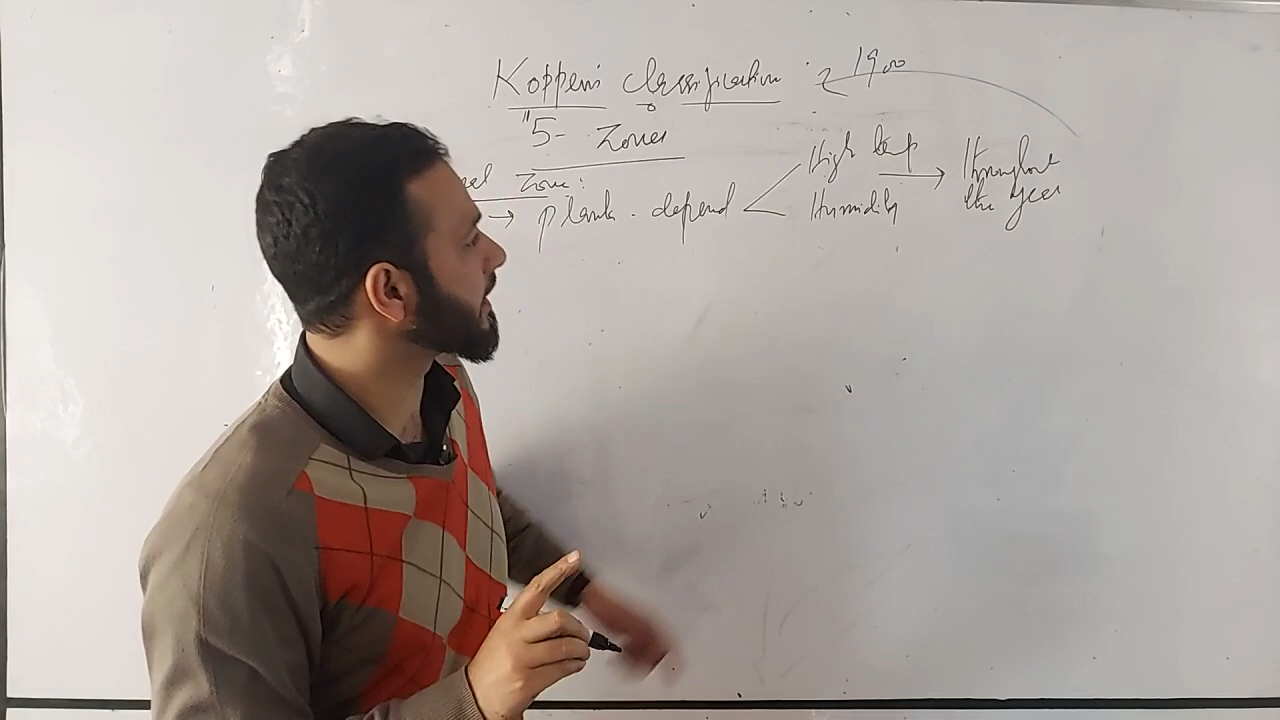 Koppen's classification : 1900
"5- Zones
Zone:
→ plants. depend < High temp → throughout
Humidity the year